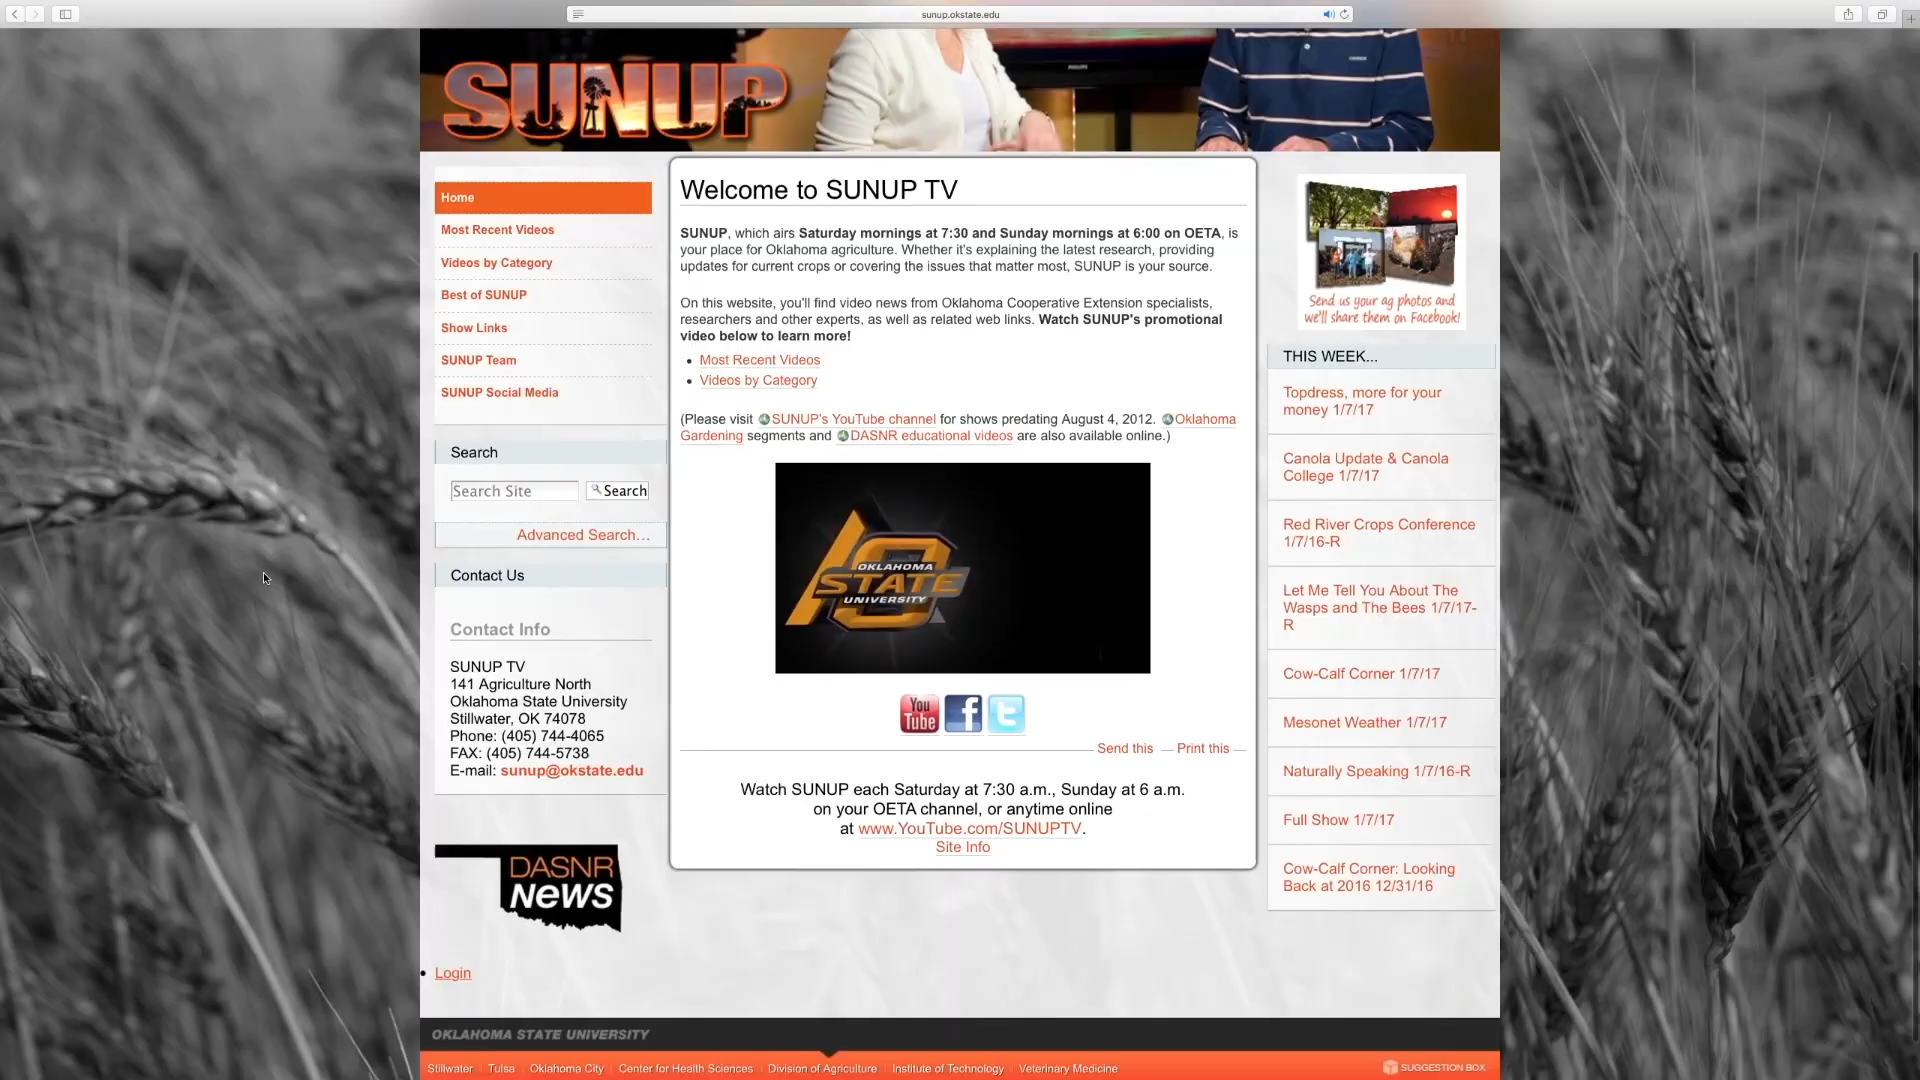 sunup.okstate.edu
SUNUP
Home
Most Recent Videos
Videos by Category
Best of SUNUP
Show Links
SUNUP Team
SUNUP Social Media
Search
Search Site
Search
Advanced Search…
Contact Us
Contact Info
SUNUP TV
141 Agriculture North
Oklahoma State University
Stillwater, OK 74078
Phone: (405) 744-4065
FAX: (405) 744-5738
E-mail: sunup@okstate.edu
DASNR
NEWS
Login
Welcome to SUNUP TV
SUNUP, which airs Saturday mornings at 7:30 and Sunday mornings at 6:00 on OETA, is
your place for Oklahoma agriculture. Whether it's explaining the latest research, providing
updates for current crops or covering the issues that matter most, SUNUP is your source.
On this website, you'll find video news from Oklahoma Cooperative Extension specialists,
researchers and other experts, as well as related web links. Watch SUNUP's promotional
video below to learn more!
Most Recent Videos
Videos by Category
(Please visit SUNUP's YouTube channel for shows predating August 4, 2012. Oklahoma
Gardening segments and DASNR educational videos are also available online.)
OKLAHOMA
STATE
UNIVERSITY
You
Tube
f
t
Send this
Print this
Watch SUNUP each Saturday at 7:30 a.m., Sunday at 6 a.m.
on your OETA channel, or anytime online
at www.YouTube.com/SUNUPTV.
Site Info
Send us your ag photos and
we'll share them on Facebook!
THIS WEEK...
Topdress, more for your
money 1/7/17
Canola Update & Canola
College 1/7/17
Red River Crops Conference
1/7/16-R
Let Me Tell You About The
Wasps and The Bees 1/7/17-
R
Cow-Calf Corner 1/7/17
Mesonet Weather 1/7/17
Naturally Speaking 1/7/16-R
Full Show 1/7/17
Cow-Calf Corner: Looking
Back at 2016 12/31/16
OKLAHOMA STATE UNIVERSITY
Stillwater Tulsa Oklahoma City Center for Health Sciences Division of Agriculture Institute of Technology Veterinary Medicine
SUGGESTION BOX